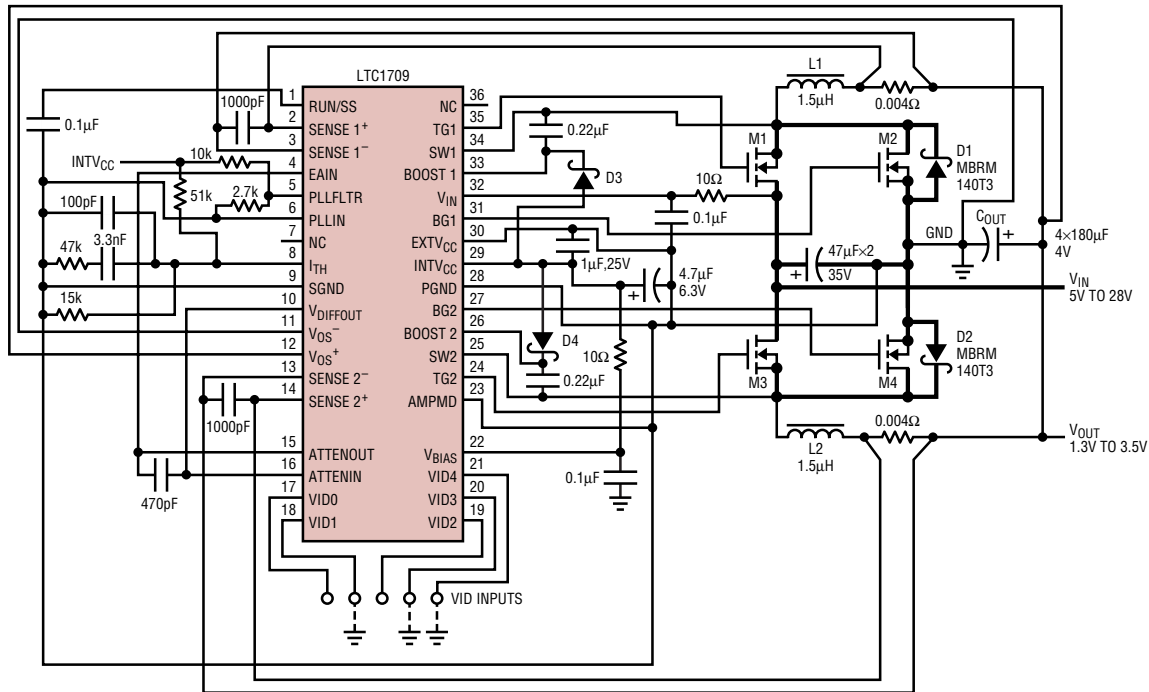 LTC1709
1 RUN/SS
2 SENSE 1+
3 SENSE 1–
4 EAIN
5 PLLFLTR
6 PLLIN
7 NC
8 ITH
9 SGND
10 VDIFFOUT
11 VOS–
12 VOS+
13 SENSE 2–
14 SENSE 2+
15 ATTENOUT
16 ATTENIN
17 VID0
18 VID1
36 NC
35 TG1
34 SW1
33 BOOST 1
32 VIN
31 BG1
30 EXTVCC
29 INTVCC
28 PGND
27 BG2
26 BOOST 2
25 SW2
24 TG2
23 AMPMD
22 VBIAS
21 VID4
20 VID3
19 VID2
0.1µF
1000pF
INTVCC
10k
51k
2.7k
100pF
3.3nF
47k
15k
1000pF
470pF
VID INPUTS
0.22µF
D3
10Ω
0.1µF
1µF,25V
4.7µF
6.3V
D4
10Ω
0.22µF
0.1µF
L1
1.5µH
0.004Ω
M1
M2
D1
MBRM
140T3
GND
COUT
4×180µF
4V
47µF×2
35V
VIN
5V TO 28V
M3
M4
D2
MBRM
140T3
L2
1.5µH
0.004Ω
VOUT
1.3V TO 3.5V